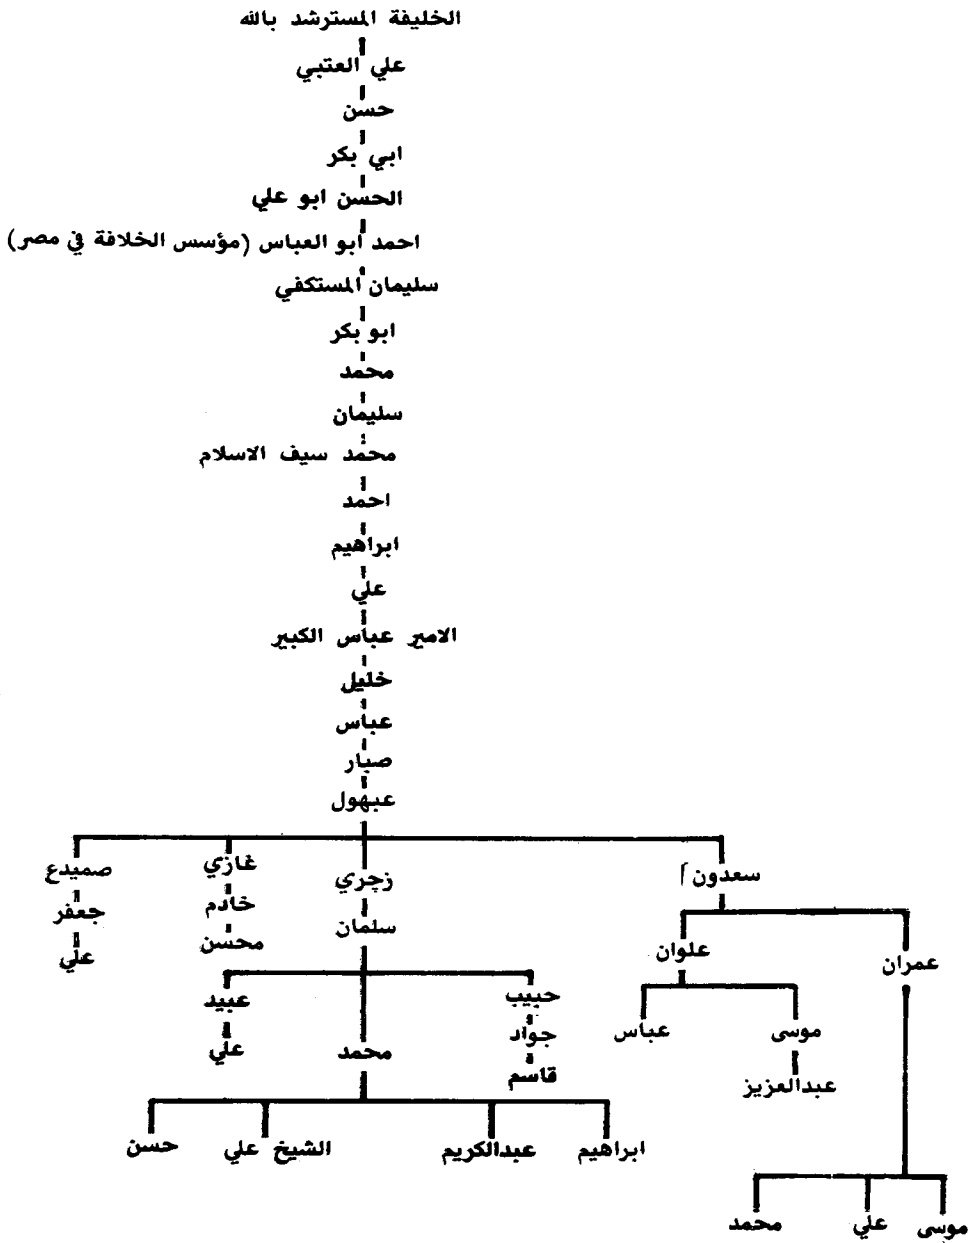 الخليفة المسترشد بالله
علي العتبي
حسن
ابي بكر
الحسن ابو علي
احمد ابو العباس (مؤسس الخلافة في مصر)
سليمان المستكفي
ابو بكر
محمد
سليمان
محمد سيف الاسلام
احمد
ابراهيم
علي
الامير عباس الكبير
خليل
عباس
صبار
عبهول
سعدون زچري غازي صميدع
سلمان خادم جعفر
عمران علوان محسن علي
حبيب عبيد
موسى عباس جواد محمد علي
عبدالعزيز قاسم
ابراهيم عبدالكريم الشيخ علي حسن
موسى علي محمد